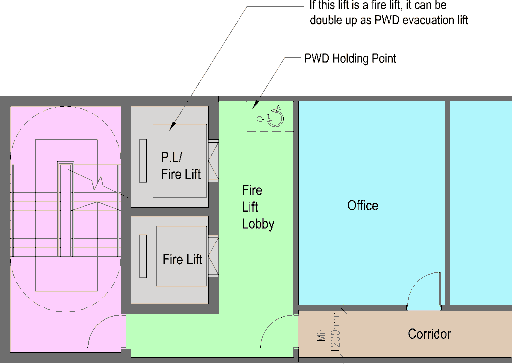 If this lift is a fire lift, it can be
double up as PWD evacuation lift
PWD Holding Point
P.L/
Fire Lift
Fire
Lift
Lobby
Office
Fire Lift
Min
1200mm
Corridor